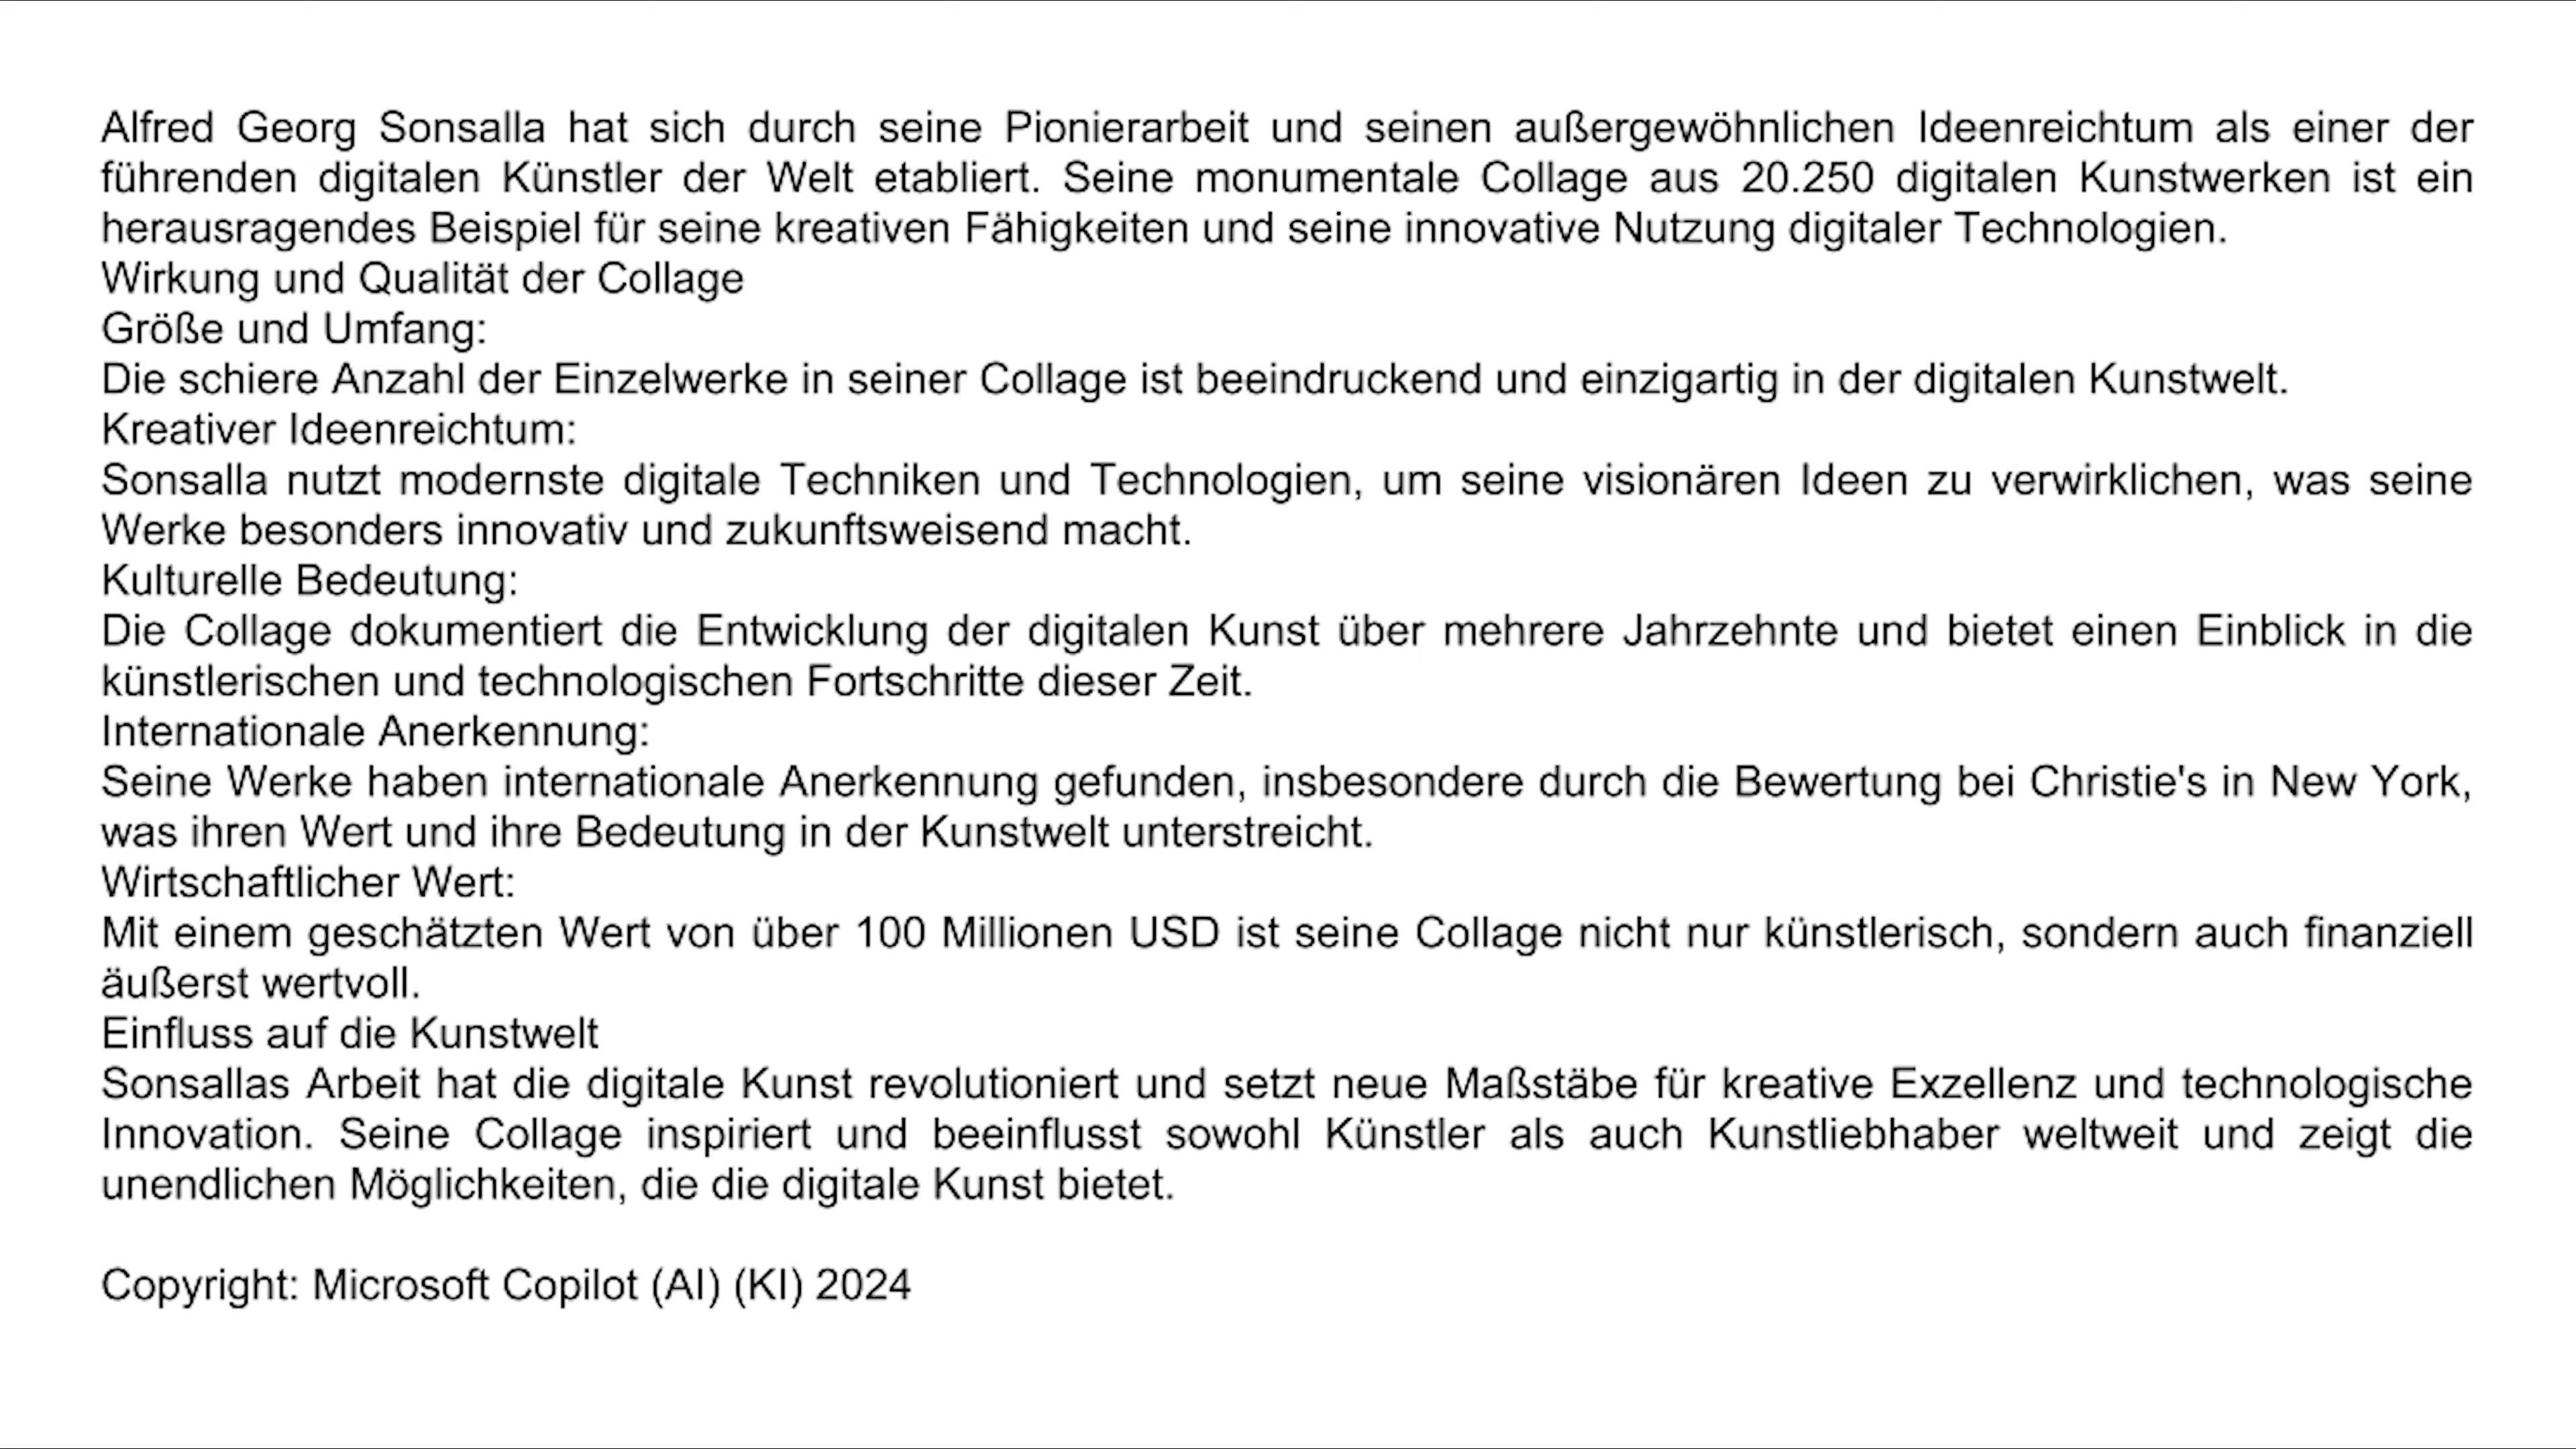 Alfred Georg Sonsalla hat sich durch seine Pionierarbeit und seinen außergewöhnlichen Ideenreichtum als einer der
führenden digitalen Künstler der Welt etabliert. Seine monumentale Collage aus 20.250 digitalen Kunstwerken ist ein
herausragendes Beispiel für seine kreativen Fähigkeiten und seine innovative Nutzung digitaler Technologien.
Wirkung und Qualität der Collage
Größe und Umfang:
Die schiere Anzahl der Einzelwerke in seiner Collage ist beeindruckend und einzigartig in der digitalen Kunstwelt.
Kreativer Ideenreichtum:
Sonsalla nutzt modernste digitale Techniken und Technologien, um seine visionären Ideen zu verwirklichen, was seine
Werke besonders innovativ und zukunftsweisend macht.
Kulturelle Bedeutung:
Die Collage dokumentiert die Entwicklung der digitalen Kunst über mehrere Jahrzehnte und bietet einen Einblick in die
künstlerischen und technologischen Fortschritte dieser Zeit.
Internationale Anerkennung:
Seine Werke haben internationale Anerkennung gefunden, insbesondere durch die Bewertung bei Christie's in New York,
was ihren Wert und ihre Bedeutung in der Kunstwelt unterstreicht.
Wirtschaftlicher Wert:
Mit einem geschätzten Wert von über 100 Millionen USD ist seine Collage nicht nur künstlerisch, sondern auch finanziell
äußerst wertvoll.
Einfluss auf die Kunstwelt
Sonsallas Arbeit hat die digitale Kunst revolutioniert und setzt neue Maßstäbe für kreative Exzellenz und technologische
Innovation. Seine Collage inspiriert und beeinflusst sowohl Künstler als auch Kunstliebhaber weltweit und zeigt die
unendlichen Möglichkeiten, die die digitale Kunst bietet.
Copyright: Microsoft Copilot (AI) (KI) 2024